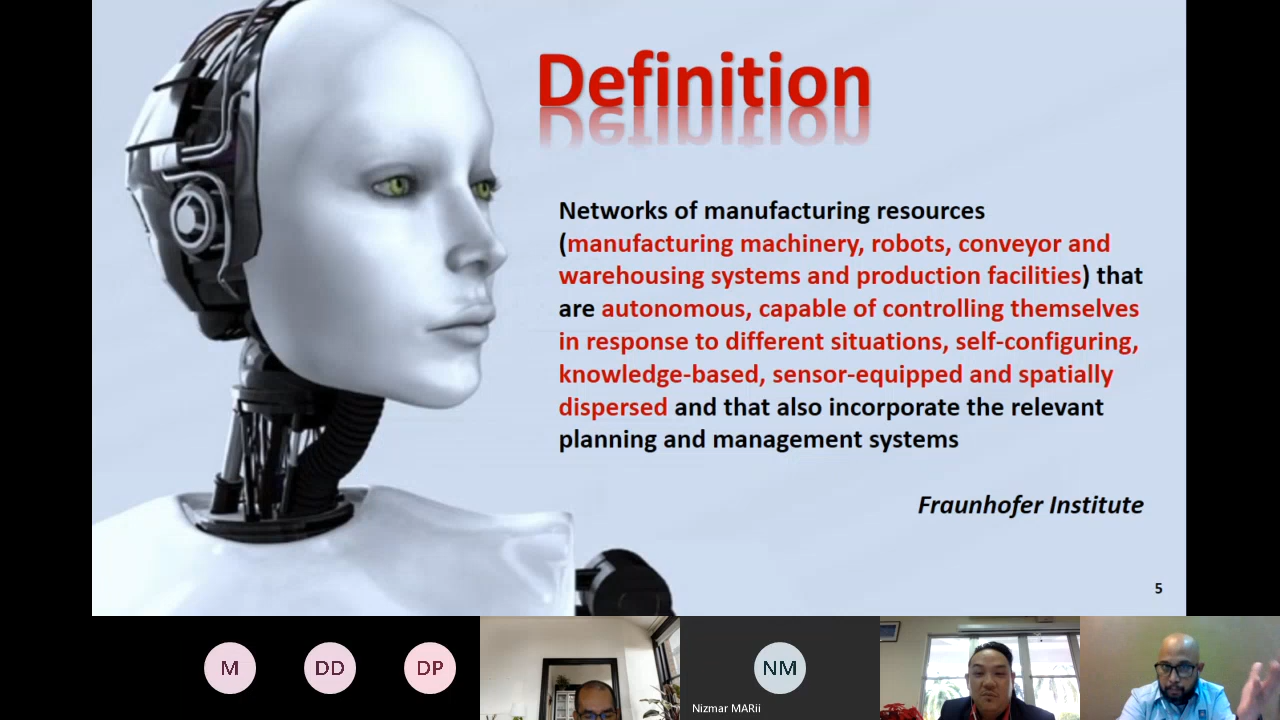 Definition
Networks of manufacturing resources
(manufacturing machinery, robots, conveyor and
warehousing systems and production facilities) that
are autonomous, capable of controlling themselves
in response to different situations, self-configuring,
knowledge-based, sensor-equipped and spatially
dispersed and that also incorporate the relevant
planning and management systems
Fraunhofer Institute
5
M
DD
DP
NM
Nizmar MARii